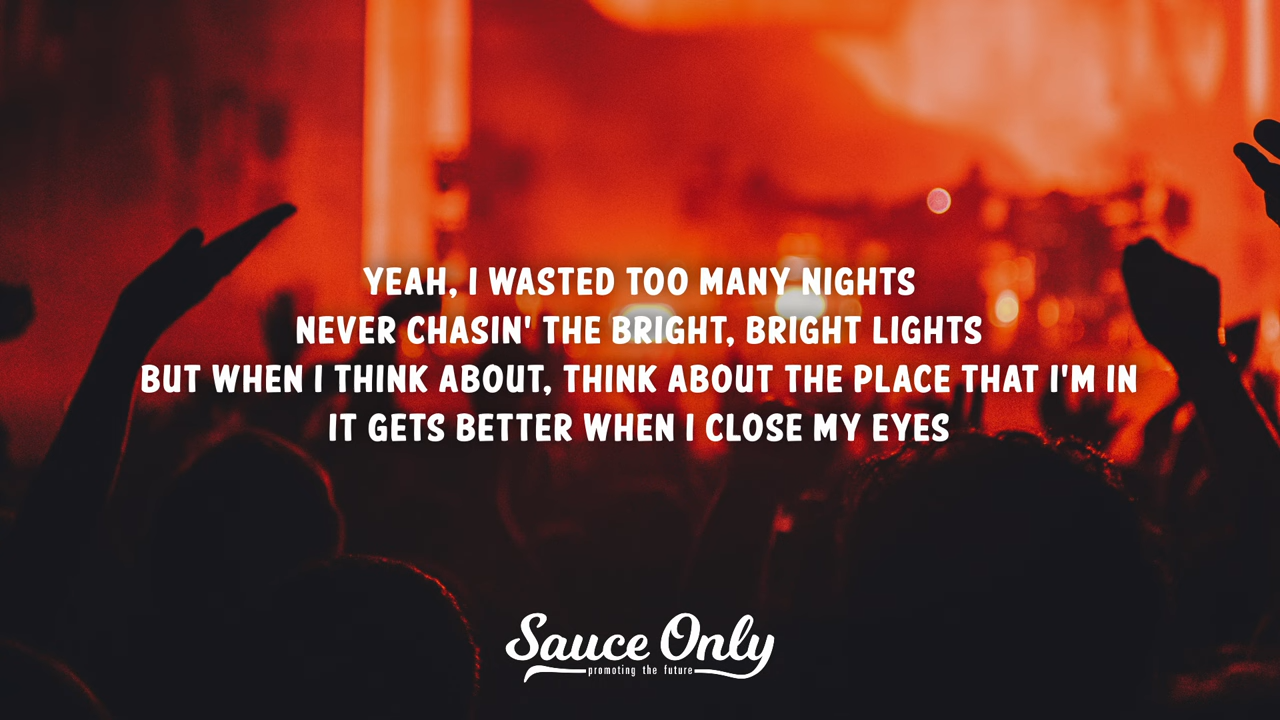 YEAH, I WASTED TOO MANY NIGHTS
NEVER CHASIN' THE BRIGHT, BRIGHT LIGHTS
BUT WHEN I THINK ABOUT, THINK ABOUT THE PLACE THAT I'M IN
IT GETS BETTER WHEN I CLOSE MY EYES
Sauce Only
promoting the future